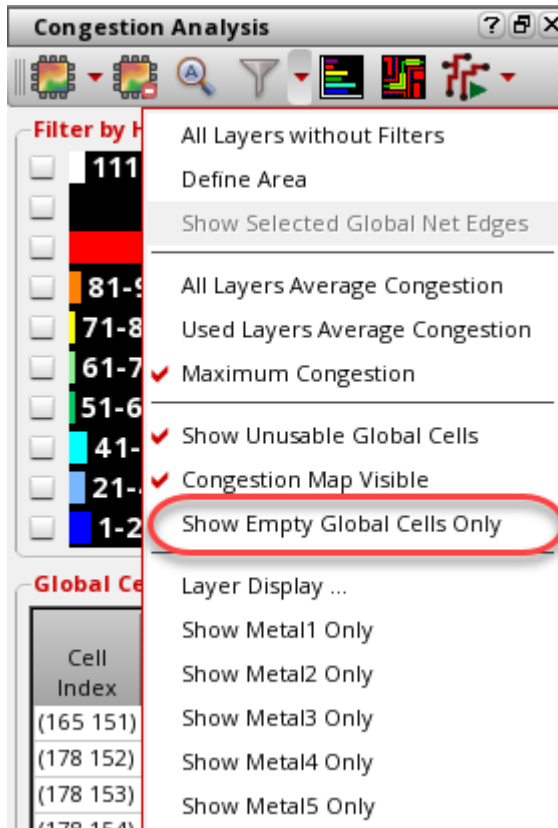 Congestion Analysis
Filter by H
111
81-9
71-8
61-7
51-6
41-
21-
1-2
All Layers without Filters
Define Area
Show Selected Global Net Edges
All Layers Average Congestion
Used Layers Average Congestion
Maximum Congestion
Show Unusable Global Cells
Congestion Map Visible
Show Empty Global Cells Only
Layer Display ...
Show Metal1 Only
Show Metal2 Only
Show Metal3 Only
Show Metal4 Only
Show Metal5 Only
Global Ce
Cell
Index
(165 151)
(178 152)
(178 153)
(178 154)